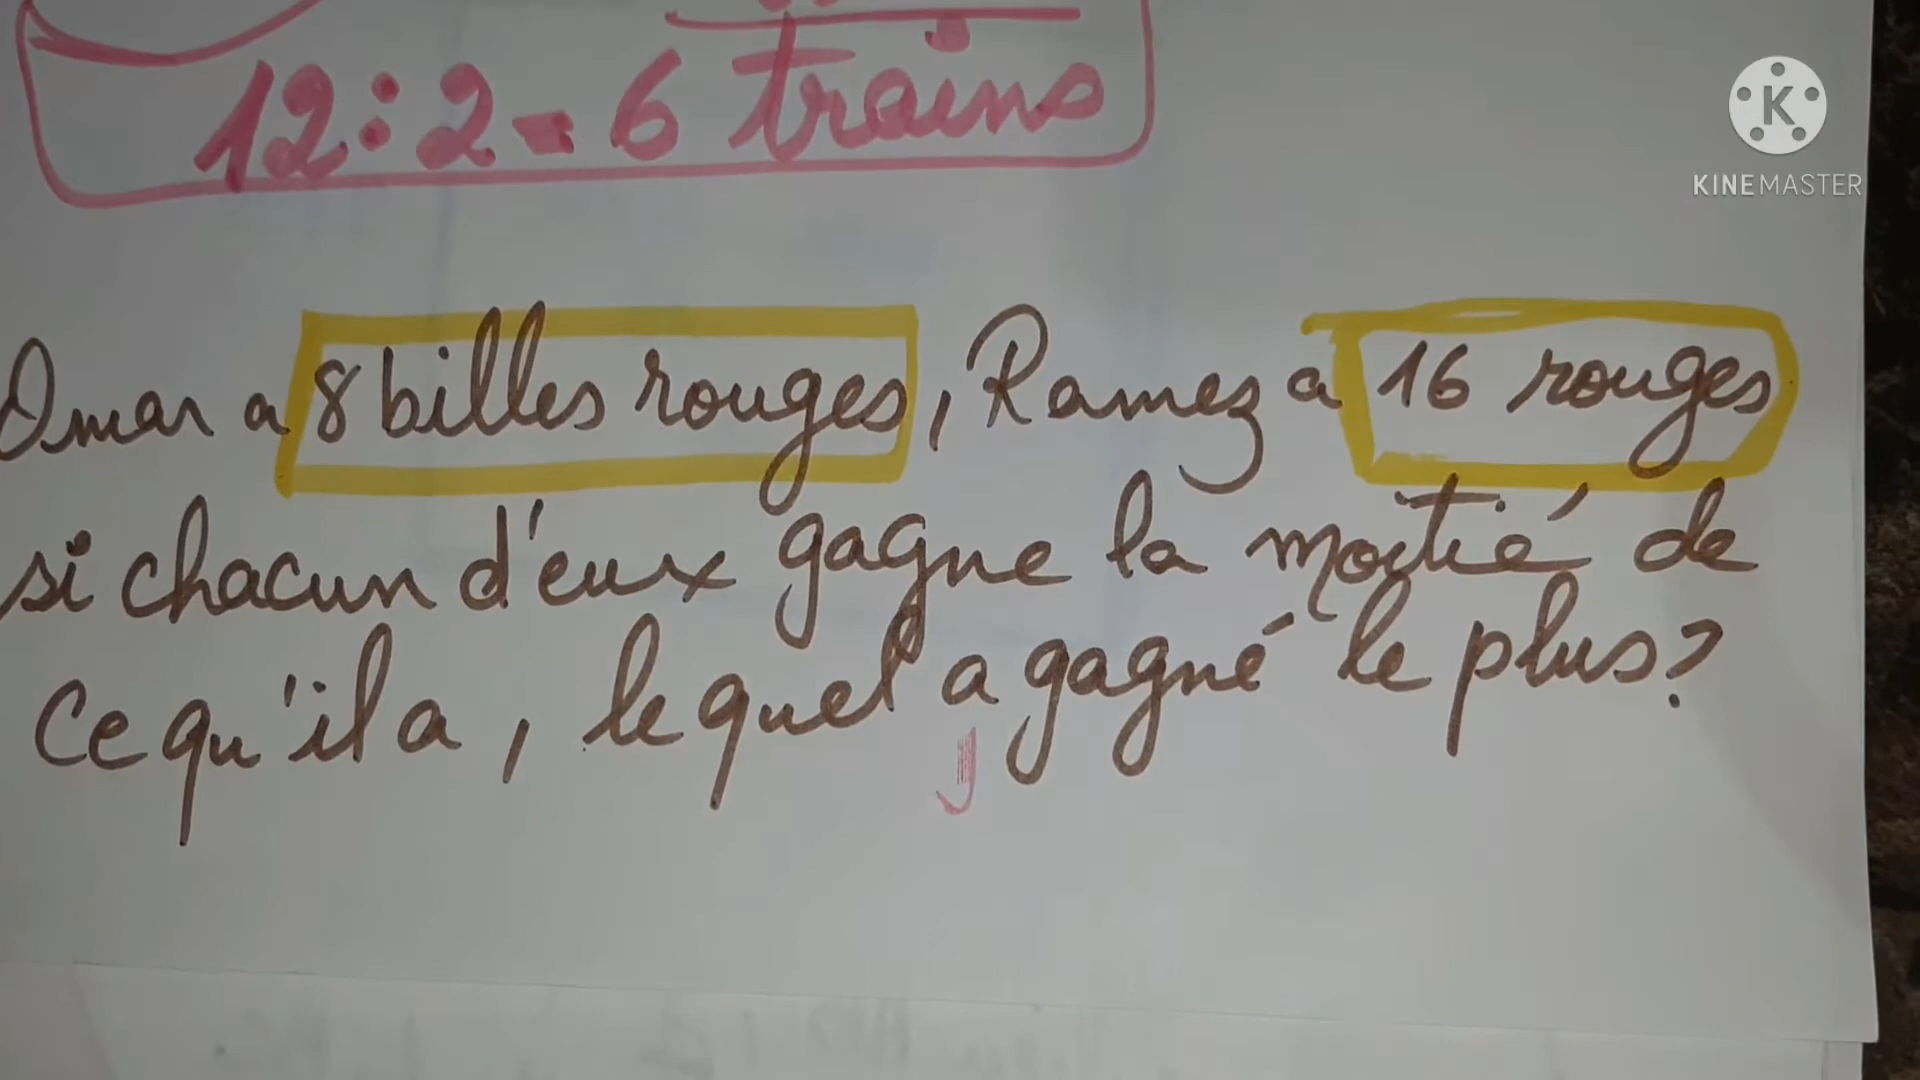 12:2=6 trains
K
KINEMASTER
Omar a 8 billes rouges, Ramez a 16 rouges
si chacun d'eux gagne la moitié de
ce qu'il a, lequel a gagné le plus?